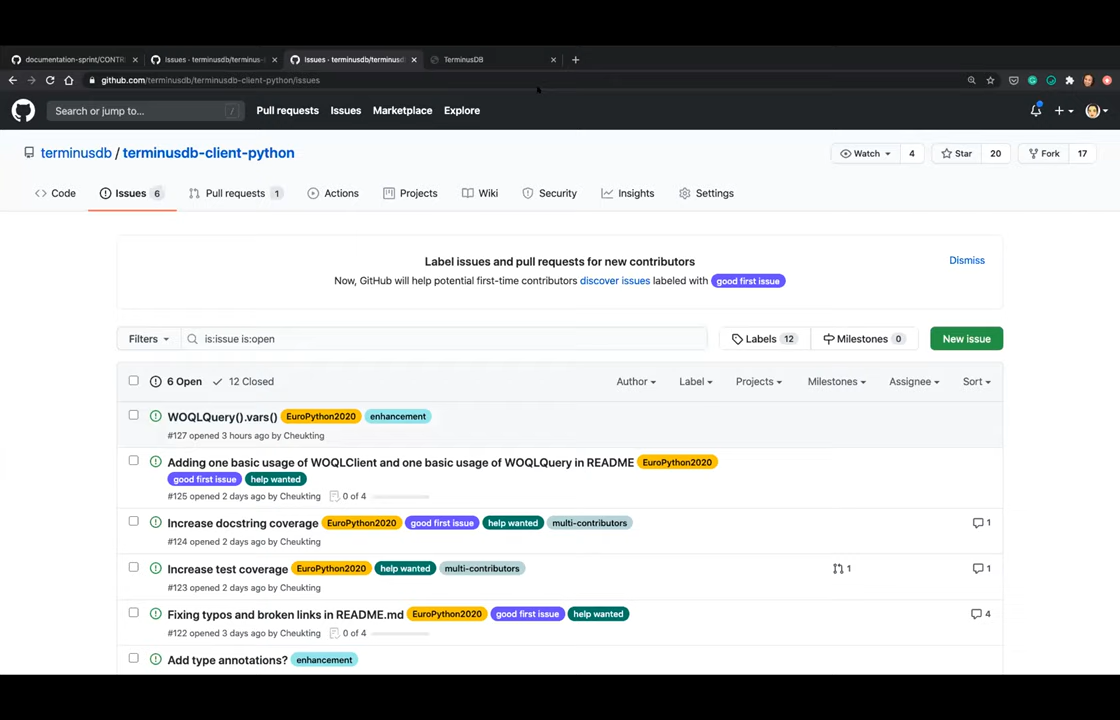 documentation-sprint/CONTR
Issues · terminusdb/terminus-
Issues · terminusdb/terminusd
TerminusDB
github.com/terminusdb/terminusdb-client-python/issues
Search or jump to...
/
Pull requests
Issues
Marketplace
Explore
terminusdb / terminusdb-client-python
Watch
4
Star
20
Fork
17
Code
Issues 6
Pull requests 1
Actions
Projects
Wiki
Security
Insights
Settings
Label issues and pull requests for new contributors
Dismiss
Now, GitHub will help potential first-time contributors discover issues labeled with good first issue
Filters
is:issue is:open
Labels 12
Milestones 0
New issue
6 Open
12 Closed
Author
Label
Projects
Milestones
Assignee
Sort
WOQLQuery().vars() EuroPython2020 enhancement
#127 opened 3 hours ago by Cheukting
Adding one basic usage of WOQLClient and one basic usage of WOQLQuery in README EuroPython2020
good first issue help wanted
#125 opened 2 days ago by Cheukting 0 of 4
Increase docstring coverage EuroPython2020 good first issue help wanted multi-contributors 1
#124 opened 2 days ago by Cheukting
Increase test coverage EuroPython2020 help wanted multi-contributors 1 1
#123 opened 2 days ago by Cheukting
Fixing typos and broken links in README.md EuroPython2020 good first issue help wanted 4
#122 opened 3 days ago by Cheukting 0 of 4
Add type annotations? enhancement